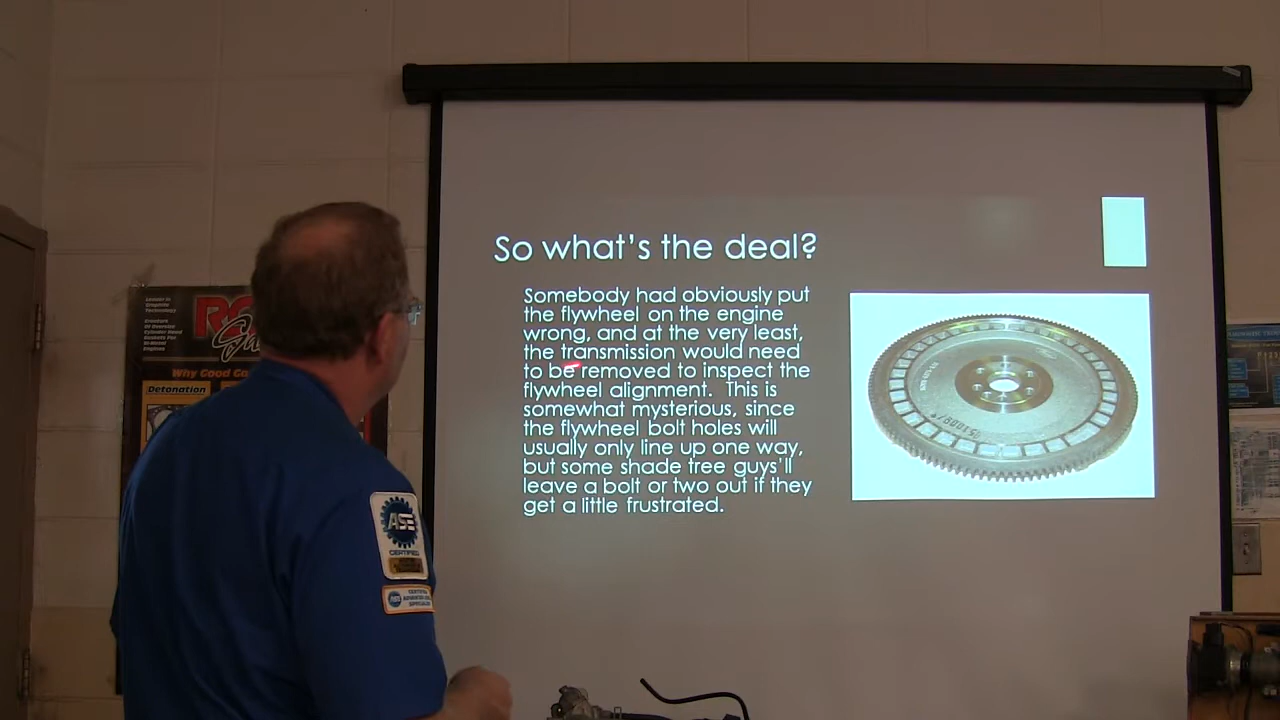 So what's the deal?
Somebody had obviously put
the flywheel on the engine
wrong, and at the very least,
the transmission would need
to be removed to inspect the
flywheel alignment. This is
somewhat mysterious, since
the flywheel bolt holes will
usually only line up one way,
but some shade tree guys'll
leave a bolt or two out if they
get a little frustrated.
Why Good
Detonation
ASE
CERTIFIED